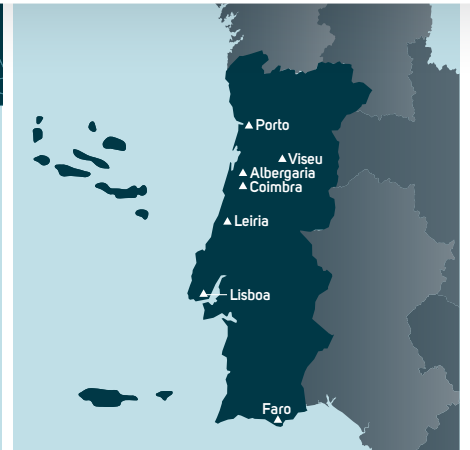 Porto
Viseu
Albergaria
Coimbra
Leiria
Lisboa
Faro